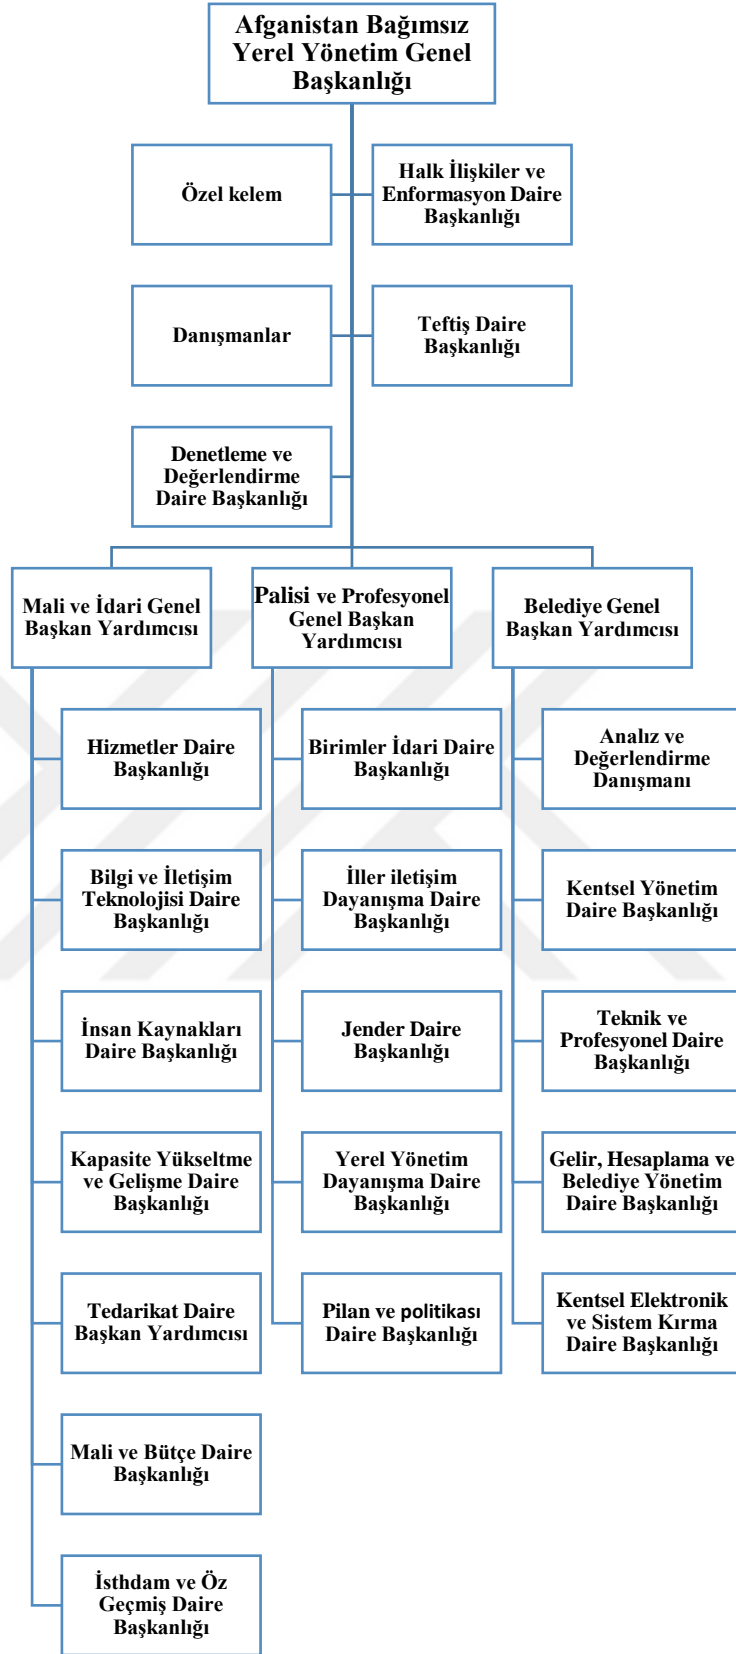 Afganistan Bağımsız
Yerel Yönetim Genel
Başkanlığı
Özel kelem
Halk İlişkiler ve
Enformasyon Daire
Başkanlığı
Danışmanlar
Teftiş Daire
Başkanlığı
Denetleme ve
Değerlendirme
Daire Başkanlığı
Mali ve İdari Genel
Başkan Yardımcısı
Palisi ve Profesyonel
Genel Başkan
Yardımcısı
Belediye Genel
Başkan Yardımcısı
Hizmetler Daire
Başkanlığı
Bilgi ve İletişim
Teknolojisi Daire
Başkanlığı
İnsan Kaynakları
Daire Başkanlığı
Kapasite Yükseltme
ve Gelişme Daire
Başkanlığı
Tedarikat Daire
Başkan Yardımcısı
Mali ve Bütçe Daire
Başkanlığı
İsthdam ve Öz
Geçmiş Daire
Başkanlığı
Birimler İdari Daire
Başkanlığı
İller iletişim
Dayanışma Daire
Başkanlığı
Jender Daire
Başkanlığı
Yerel Yönetim
Dayanışma Daire
Başkanlığı
Pilan ve politikası
Daire Başkanlığı
Analız ve
Değerlendirme
Danışmanı
Kentsel Yönetim
Daire Başkanlığı
Teknik ve
Profesyonel Daire
Başkanlığı
Gelir, Hesaplama ve
Belediye Yönetim
Daire Başkanlığı
Kentsel Elektronik
ve Sistem Kırma
Daire Başkanlığı